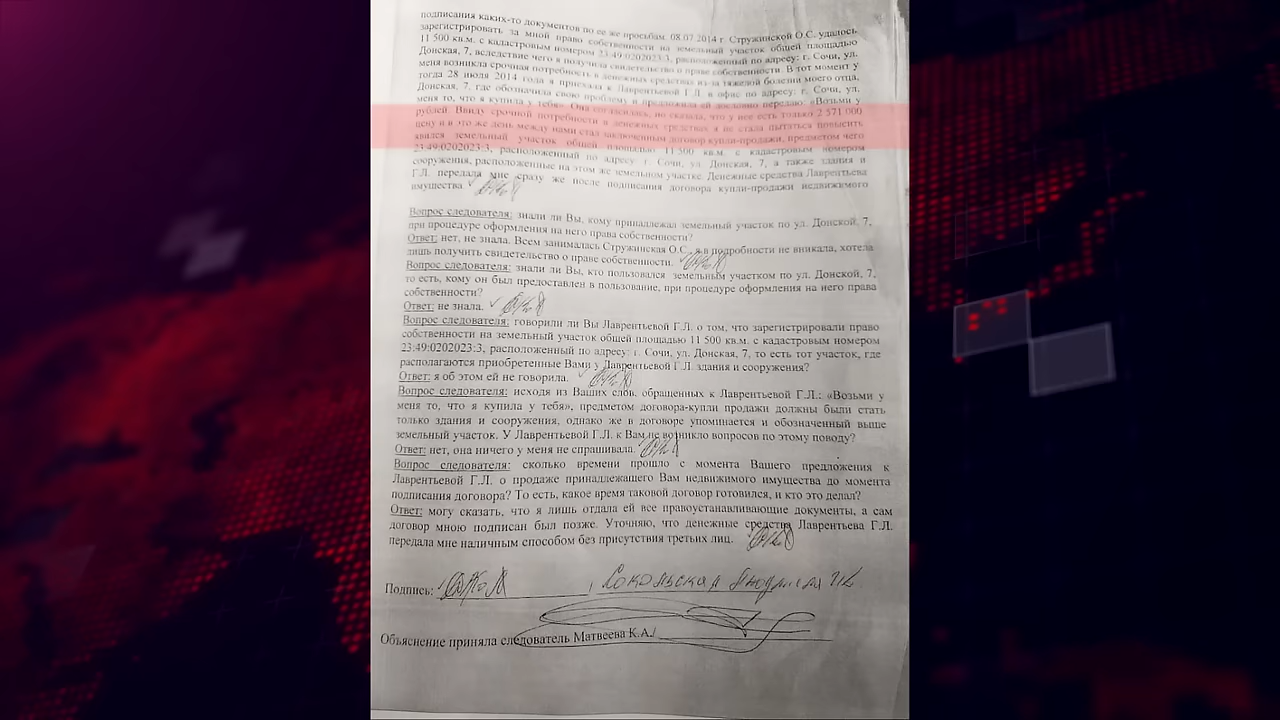 подписания каких-то документов по ее же просьбам. 08.07.2014 г. Стружинской О.С. удалось
зарегистрировать за мной право собственности на земельный участок общей площадью
11 500 кв.м. с кадастровым номером 23:49:0202023:3, расположенный по адресу: г. Сочи, ул.
Донская, 7, вследствие чего я получила свидетельство о праве собственности. В тот момент у
меня возникла срочная потребность в денежных средствах из-за тяжелой болезни моего отца,
тогда 28 июля 2014 года я приехала к Лаврентьевой Г.Л. в офис по адресу: г. Сочи, ул.
Донская, 7, где обозначила свою проблему и предложила ей дословно передаю: «Возьми у
меня то, что я купила у тебя». Она согласилась, но сказала, что у нее есть только 2 571 000
рублей. Ввиду срочной потребности в денежных средствах я не стала пытаться повысить
цену и в это же день между нами стал заключенным договор купли-продажи, предметом чего
явился земельный участок общей площадью 11 500 кв.м. с кадастровым номером
23:49:0202023:3, расположенный по адресу: г. Сочи, ул. Донская, 7, а также здания и
сооружения, расположенные на этом же земельном участке. Денежные средства Лаврентьева
Г.Л. передала мне сразу же после подписания договора купли-продажи недвижимого
имущества.
Вопрос следователя: знали ли Вы, кому принадлежал земельный участок по ул. Донской, 7,
при процедуре оформления на него права собственности?
Ответ: нет, не знала. Всем занималась Стружинская О.С., я в подробности не вникала, хотела
лишь получить свидетельство о праве собственности.
Вопрос следователя: знали ли Вы, кто пользовался земельным участком по ул. Донской, 7,
то есть, кому он был предоставлен в пользование, при процедуре оформления на него права
собственности?
Ответ: не знала.
Вопрос следователя: говорили ли Вы Лаврентьевой Г.Л. о том, что зарегистрировали право
собственности на земельный участок общей площадью 11 500 кв.м. с кадастровым номером
23:49:0202023:3, расположенный по адресу: г. Сочи, ул. Донская, 7, то есть тот участок, где
располагаются приобретенные Вами у Лаврентьевой Г.Л. здания и сооружения?
Ответ: я об этом ей не говорила.
Вопрос следователя: исходя из Ваших слов, обращенных к Лаврентьевой Г.Л.: «Возьми у
меня то, что я купила у тебя», предметом договора-купли продажи должны были стать
только здания и сооружения, однако же в договоре упоминается и обозначенный выше
земельный участок. У Лаврентьевой Г.Л. к Вам не возникло вопросов по этому поводу?
Ответ: нет, она ничего у меня не спрашивала.
Вопрос следователя: сколько времени прошло с момента Вашего предложения к
Лаврентьевой Г.Л. о продаже принадлежащего Вам недвижимого имущества до момента
подписания договора? То есть, какое время таковой договор готовился, и кто это делал?
Ответ: могу сказать, что я лишь отдала ей все правоустанавливающие документы, а сам
договор мною подписан был позже. Уточняю, что денежные средства Лаврентьева Г.Л.
передала мне наличным способом без присутствия третьих лиц.
Подпись: Сокольская Людмила
Объяснение приняла следователь Матвеева К.А./